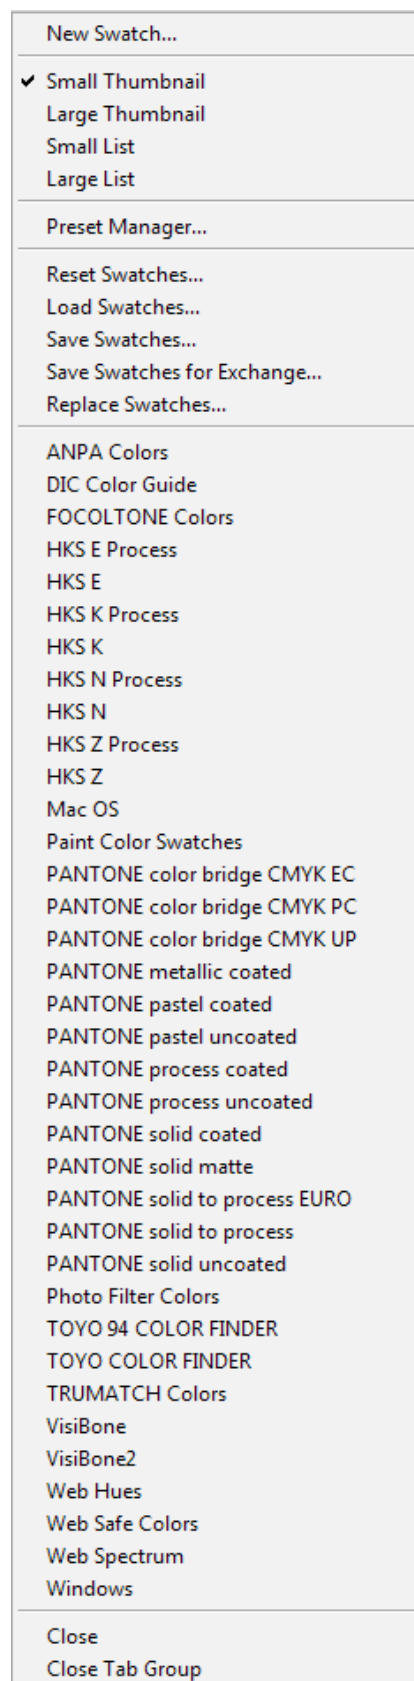 New Swatch...
Small Thumbnail
Large Thumbnail
Small List
Large List
Preset Manager...
Reset Swatches...
Load Swatches...
Save Swatches...
Save Swatches for Exchange...
Replace Swatches...
ANPA Colors
DIC Color Guide
FOCOLTONE Colors
HKS E Process
HKS E
HKS K Process
HKS K
HKS N Process
HKS N
HKS Z Process
HKS Z
Mac OS
Paint Color Swatches
PANTONE color bridge CMYK EC
PANTONE color bridge CMYK PC
PANTONE color bridge CMYK UP
PANTONE metallic coated
PANTONE pastel coated
PANTONE pastel uncoated
PANTONE process coated
PANTONE process uncoated
PANTONE solid coated
PANTONE solid matte
PANTONE solid to process EURO
PANTONE solid to process
PANTONE solid uncoated
Photo Filter Colors
TOYO 94 COLOR FINDER
TOYO COLOR FINDER
TRUMATCH Colors
VisiBone
VisiBone2
Web Hues
Web Safe Colors
Web Spectrum
Windows
Close
Close Tab Group